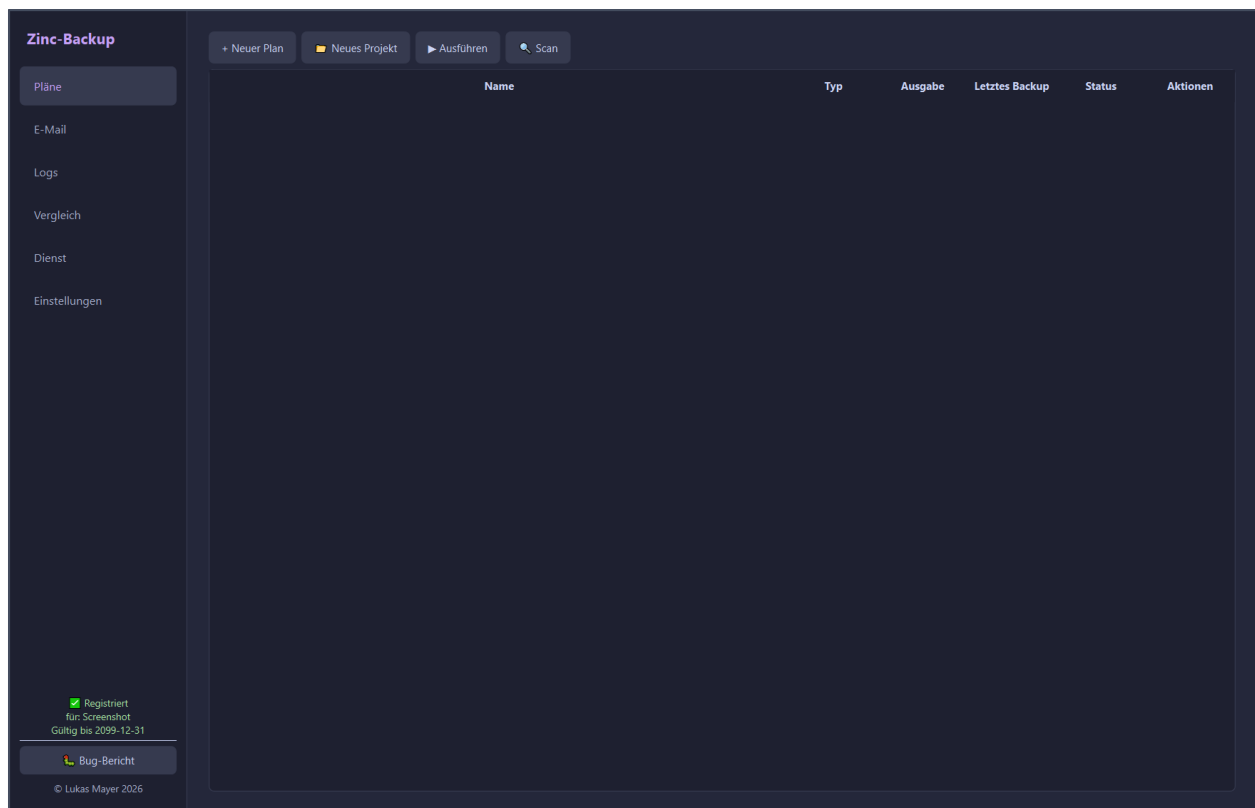 Zinc-Backup
Pläne
E-Mail
Logs
Vergleich
Dienst
Einstellungen
+ Neuer Plan
Neues Projekt
▶ Ausführen
Scan
Name
Typ
Ausgabe
Letztes Backup
Status
Aktionen
✅ Registriert
für: Screenshot
Gültig bis 2099-12-31
Bug-Bericht
© Lukas Mayer 2026